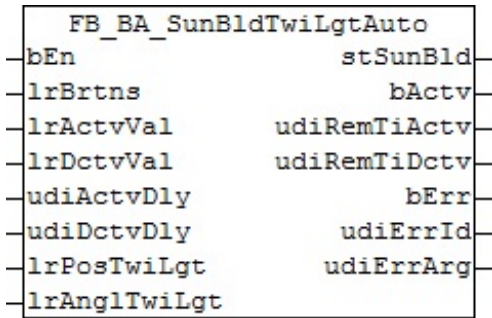 FB_BA_SunBldTwiLgtAuto
bEn stSunBld
lrBrtns bActv
lrActvVal udiRemTiActv
lrDctvVal udiRemTiDctv
udiActvDly bErr
udiDctvDly udiErrId
lrPosTwiLgt udiErrArg
lrAnglTwiLgt